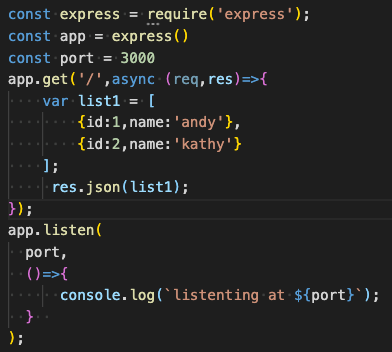 const express = require('express');
const app = express()
const port = 3000
app.get('/',async (req,res)=>{
    var list1 = [
        {id:1,name:'andy'},
        {id:2,name:'kathy'}
    ];
     res.json(list1);
});
app.listen(
  port,
  ()=>{
      console.log(`listenting at ${port}`);
  }
);